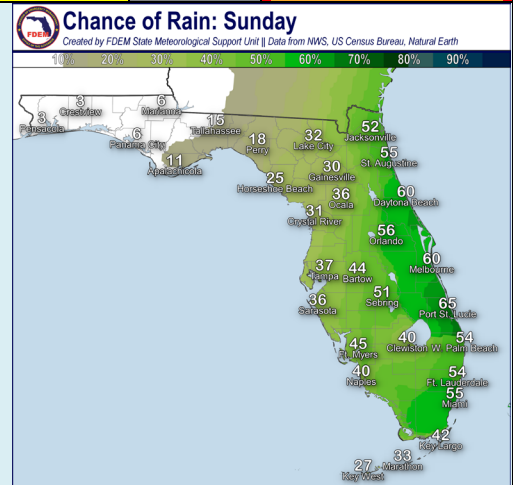 FDEM
Chance of Rain: Sunday
Created by FDEM State Meteorological Support Unit || Data from NWS, US Census Bureau, Natural Earth
10% 20% 30% 40% 50% 60% 70% 80% 90%
3
Pensacola
3
Crestview
6
Marianna
6
Panama City
15
Tallahassee
11
Apalachicola
18
Perry
32
Lake City
52
Jacksonville
55
St. Augustine
30
Gainesville
25
Horseshoe Beach
36
Ocala
60
Daytona Beach
31
Crystal River
56
Orlando
60
Melbourne
37
Tampa
44
Bartow
51
Sebring
36
Sarasota
65
Port St. Lucie
45
Ft. Myers
40
Clewiston
54
W. Palm Beach
40
Naples
54
Ft. Lauderdale
55
Miami
42
Key Largo
33
Marathon
27
Key West